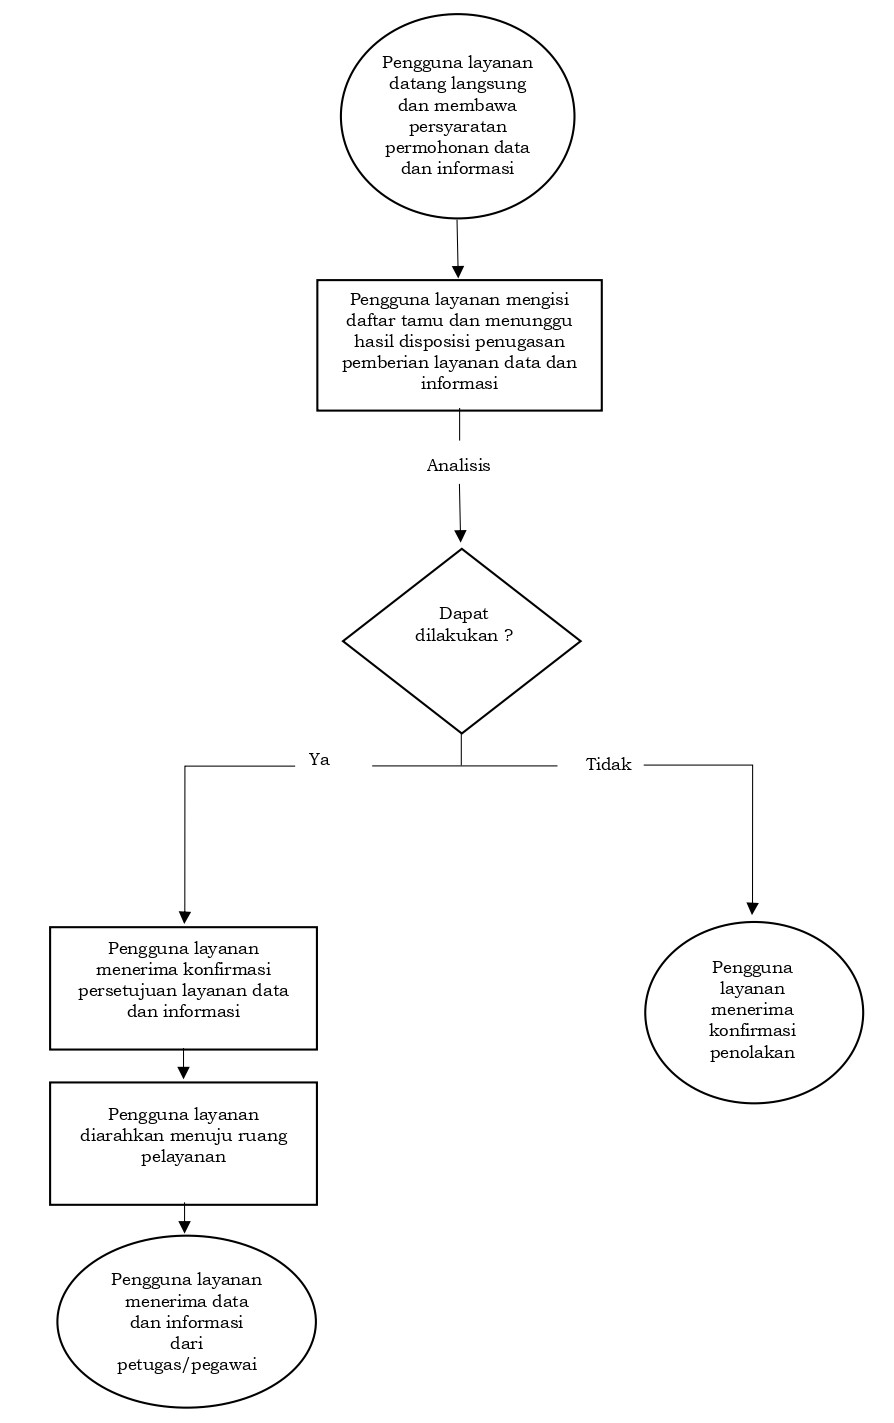 Pengguna layanan
datang langsung
dan membawa
persyaratan
permohonan data
dan informasi
Pengguna layanan mengisi
daftar tamu dan menunggu
hasil disposisi penugasan
pemberian layanan data dan
informasi
Analisis
Dapat
dilakukan ?
Ya
Tidak
Pengguna layanan
menerima konfirmasi
persetujuan layanan data
dan informasi
Pengguna
layanan
menerima
konfirmasi
penolakan
Pengguna layanan
diarahkan menuju ruang
pelayanan
Pengguna layanan
menerima data
dan informasi
dari
petugas/pegawai